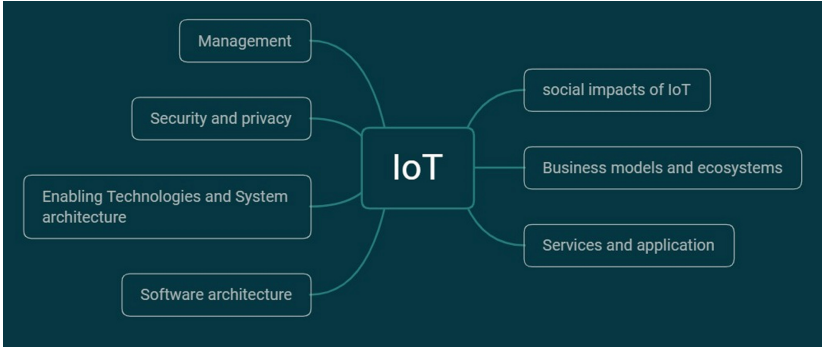 Management
Security and privacy
Enabling Technologies and System
architecture
Software architecture
IoT
social impacts of IoT
Business models and ecosystems
Services and application